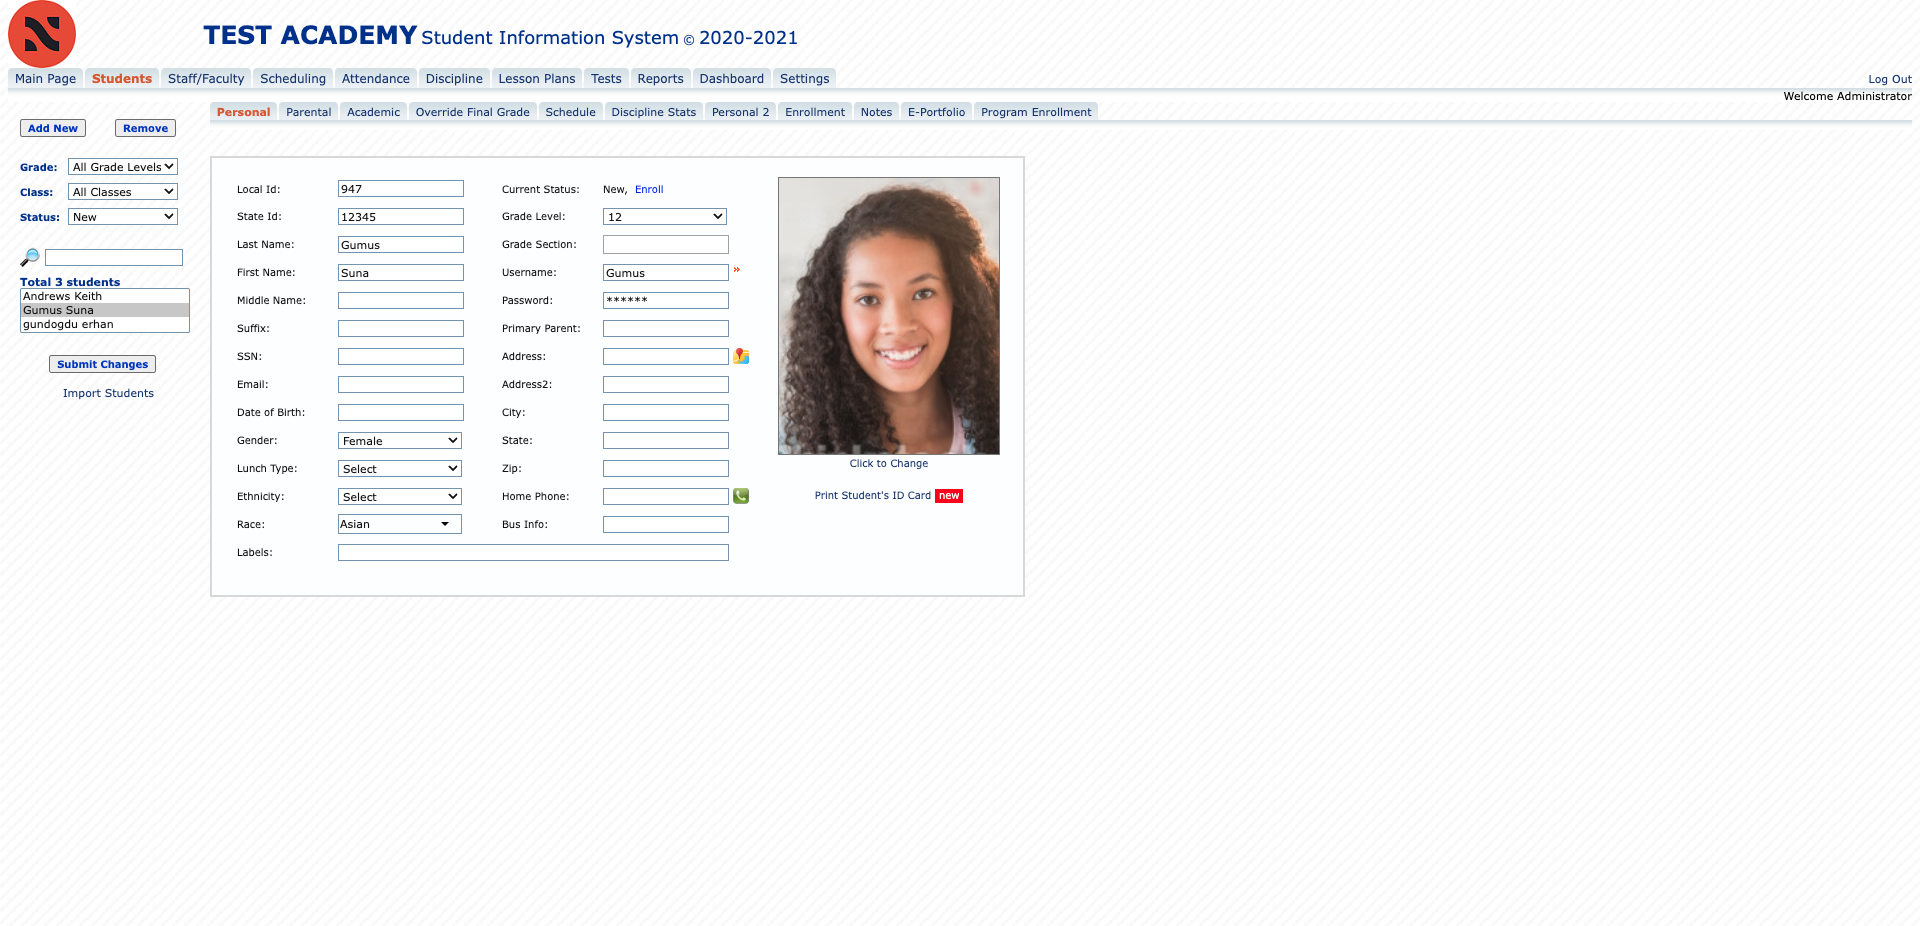 TEST ACADEMY Student Information System © 2020-2021
Main Page Students Staff/Faculty Scheduling Attendance Discipline Lesson Plans Tests Reports Dashboard Settings Log Out
Welcome Administrator
Personal Parental Academic Override Final Grade Schedule Discipline Stats Personal 2 Enrollment Notes E-Portfolio Program Enrollment
Add New Remove
Grade: All Grade Levels
Class: All Classes
Status: New
Total 3 students
Andrews Keith
Gumus Suna
gundogdu erhan
Submit Changes
Import Students
Local Id: 947 Current Status: New, Enroll
State Id: 12345 Grade Level: 12
Last Name: Gumus Grade Section:
First Name: Suna Username: Gumus »
Middle Name: Password: ******
Suffix: Primary Parent:
SSN: Address:
Email: Address2:
Date of Birth: City:
Gender: Female State:
Lunch Type: Select Zip:
Ethnicity: Select Home Phone:
Race: Asian Bus Info:
Labels:
Click to Change
Print Student's ID Card new